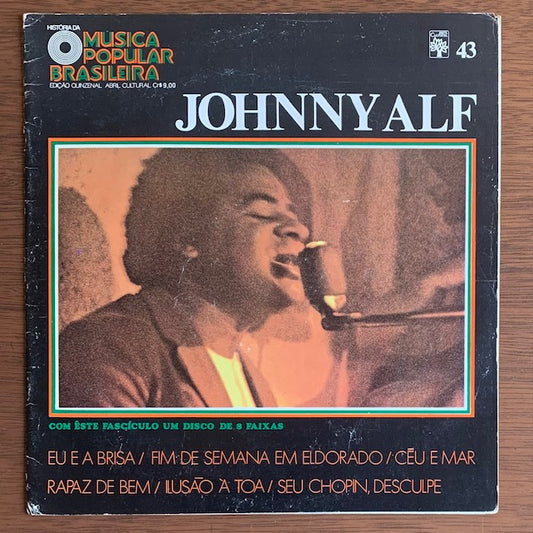 HISTÓRIA DA
MUSICA
POPULAR
BRASILEIRA
EDIÇÃO QUINZENAL ABRIL CULTURAL Cr$ 9,00
43
JOHNNY ALF
COM ÊSTE FASCÍCULO UM DISCO DE 8 FAIXAS
EU E A BRISA / FIM DE SEMANA EM ELDORADO / CÉU E MAR
RAPAZ DE BEM / ILUSÃO À TOA / SEU CHOPIN, DESCULPE